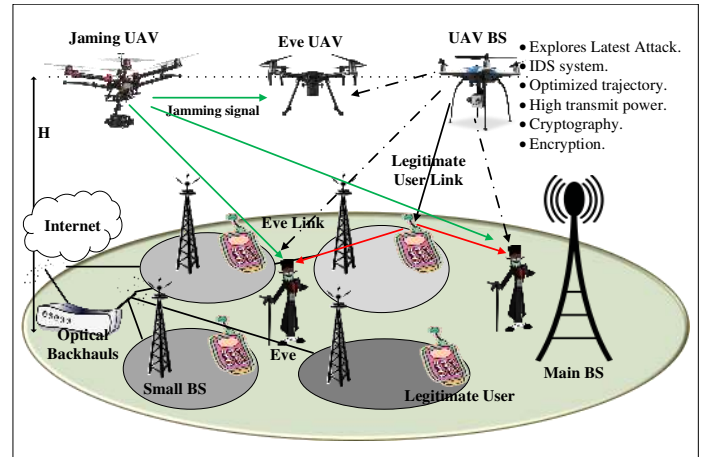 Jaming UAV
Eve UAV
UAV BS
• Explores Latest Attack.
• IDS system.
• Optimized trajectory.
• High transmit power.
• Cryptography.
• Encryption.
Jamming signal
H
Legitimate
User Link
Internet
Eve Link
Optical
Backhauls
Small BS
Eve
Legitimate User
Main BS